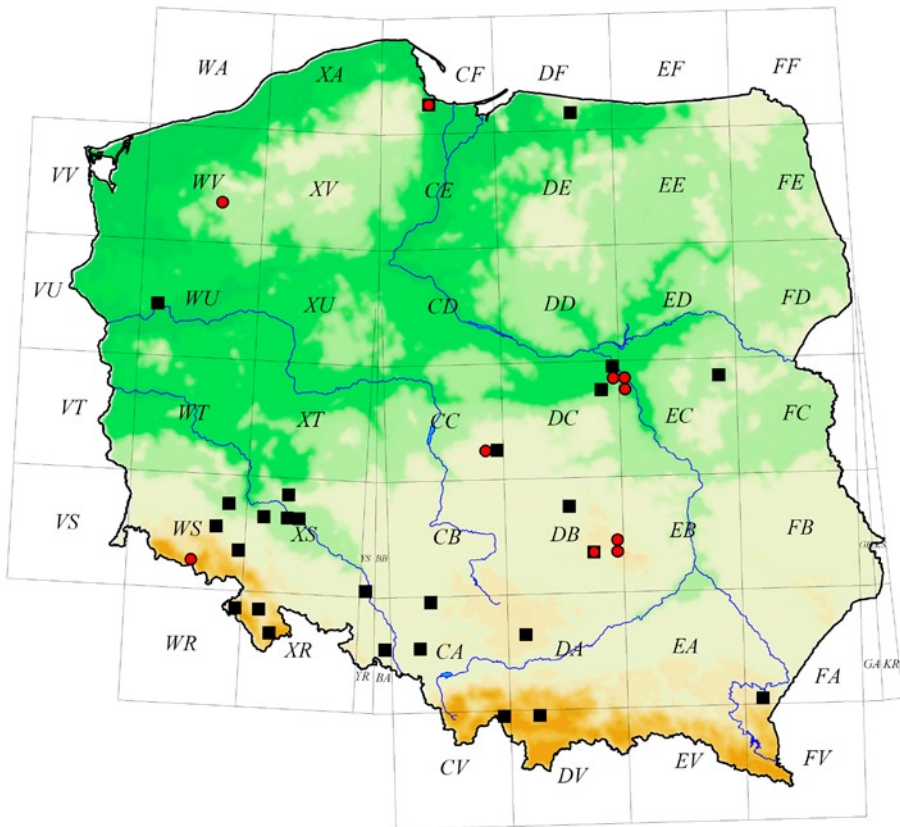 WA XA CF DF EF FF
VV WV XV CE DE EE FE
VU WU XU CD DD ED FD
VT WT XT CC DC EC FC
VS WS XS YS BB CB DB EB FB
WR XR YR BA CA DA EA FA GA KR
CV DV EV FV